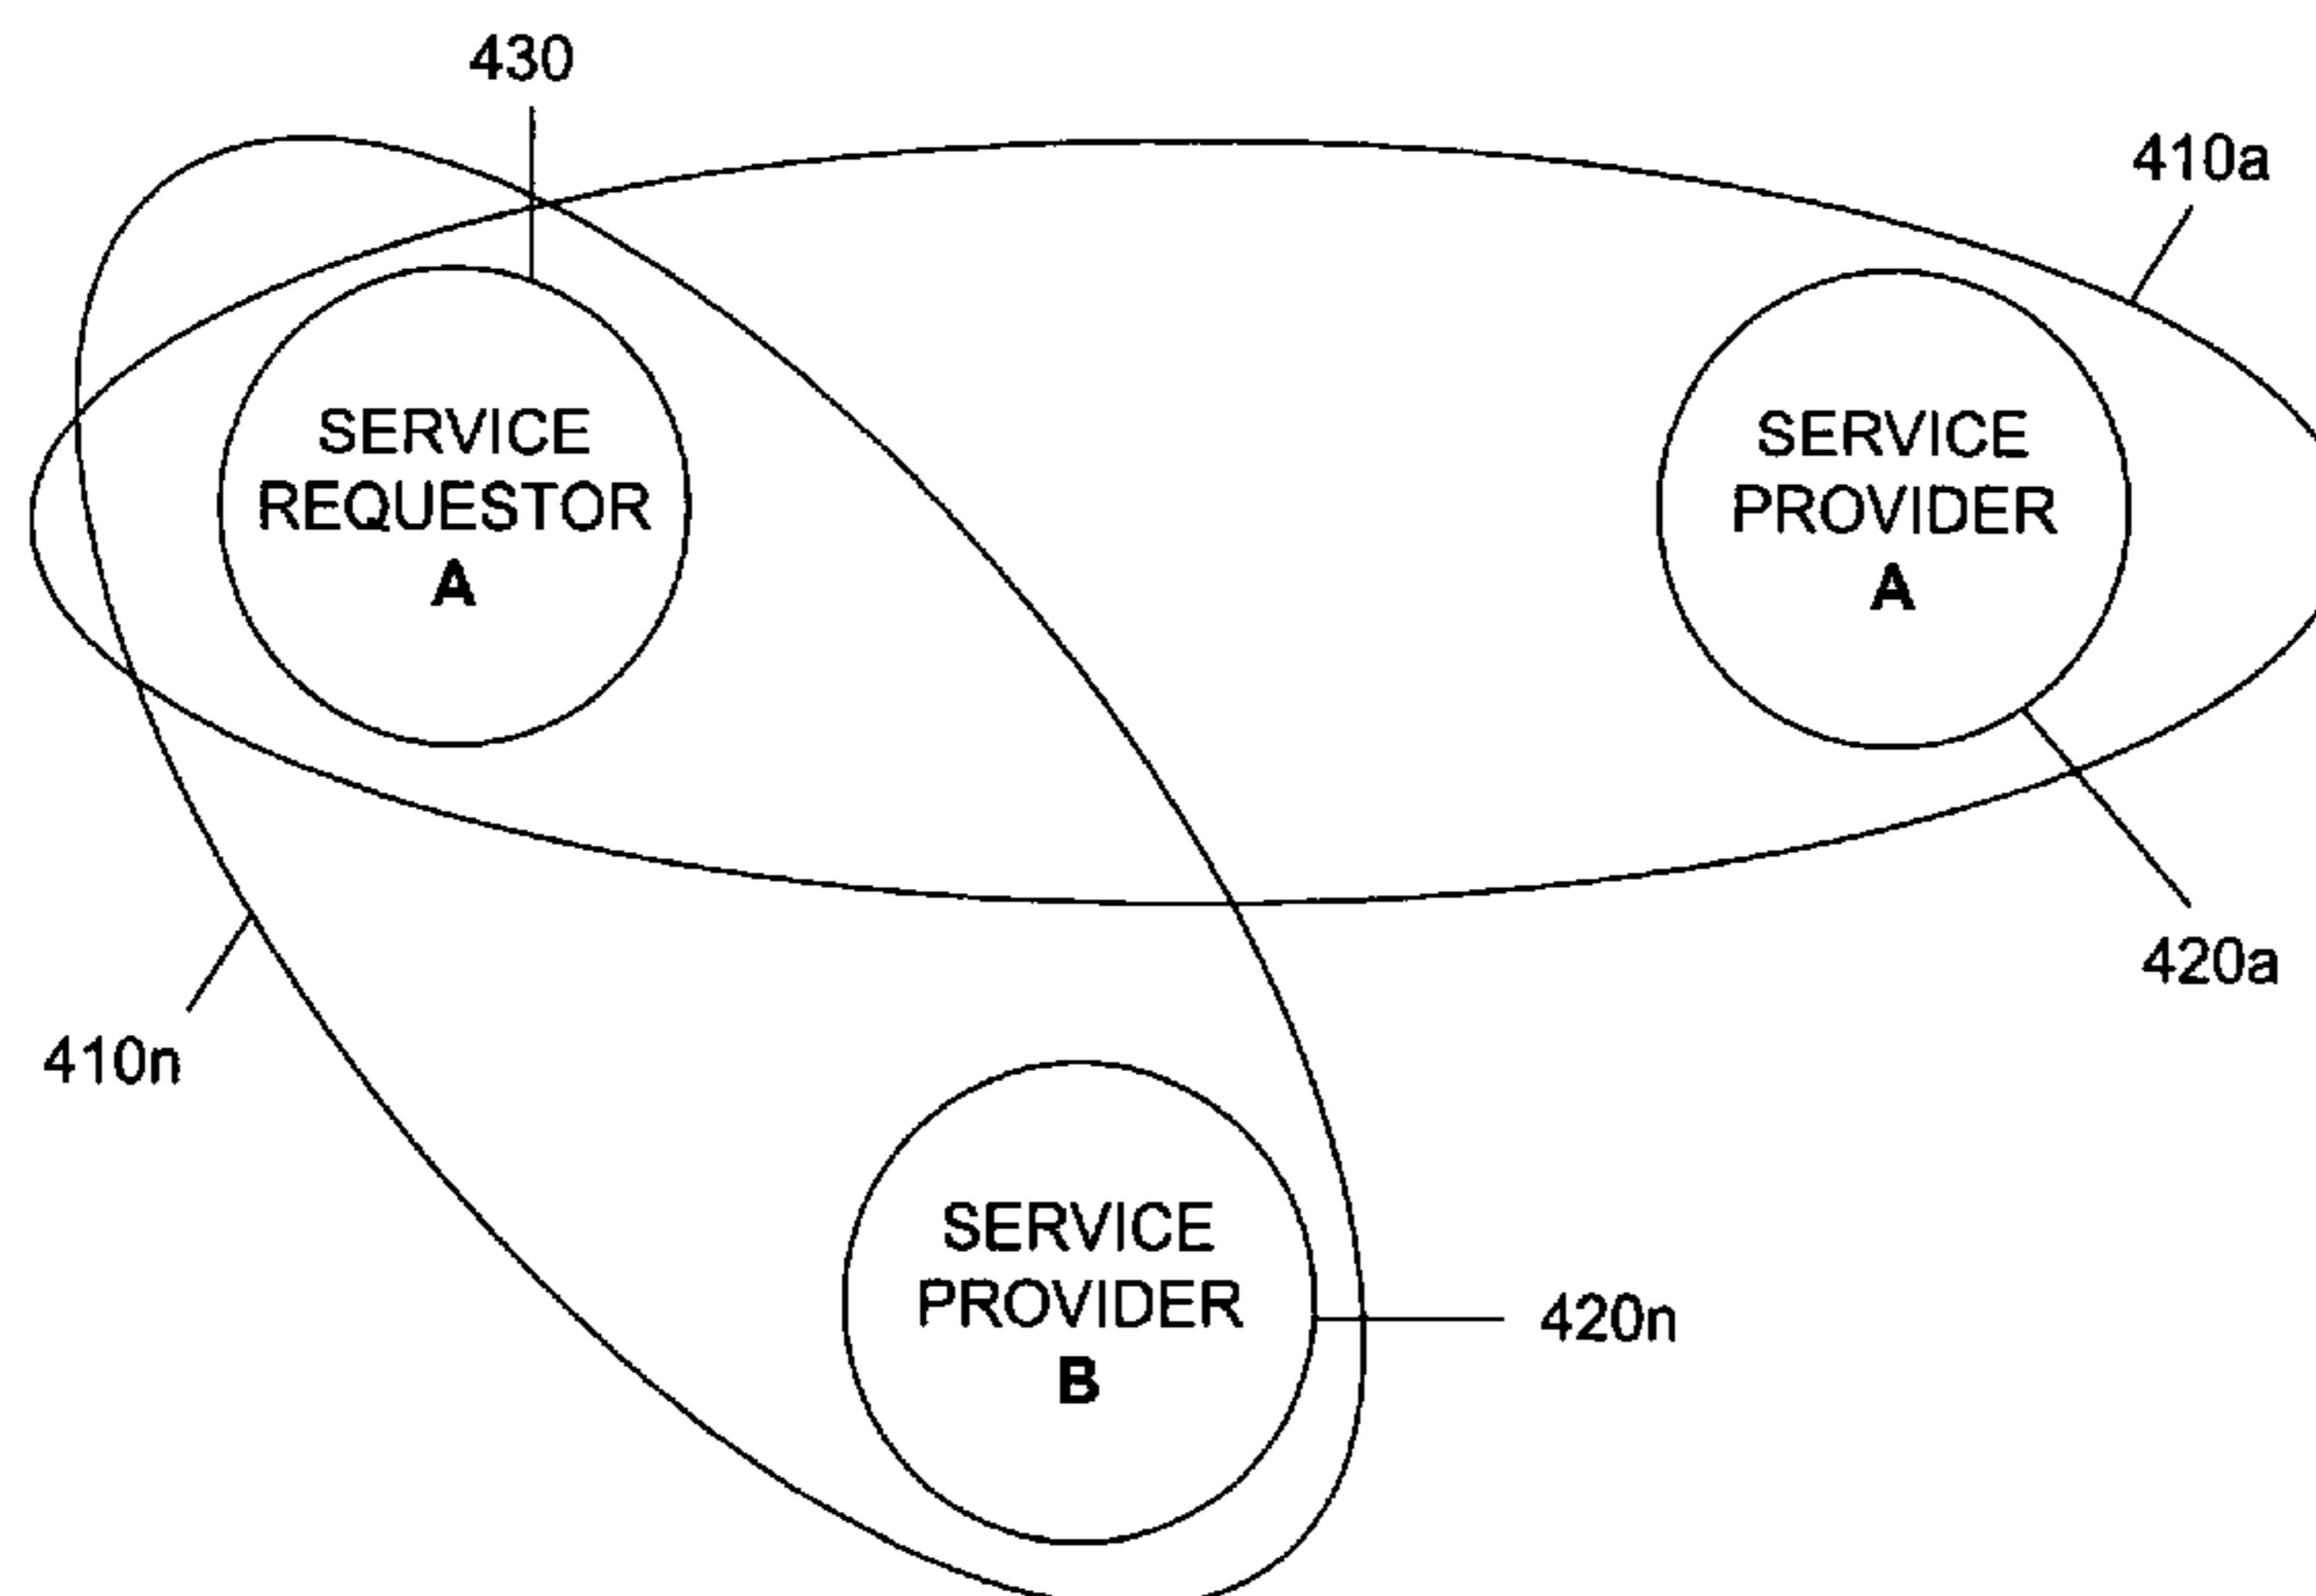 430
410a
SERVICE
REQUESTOR
A
SERVICE
PROVIDER
A
420a
410n
SERVICE
PROVIDER
B
420n